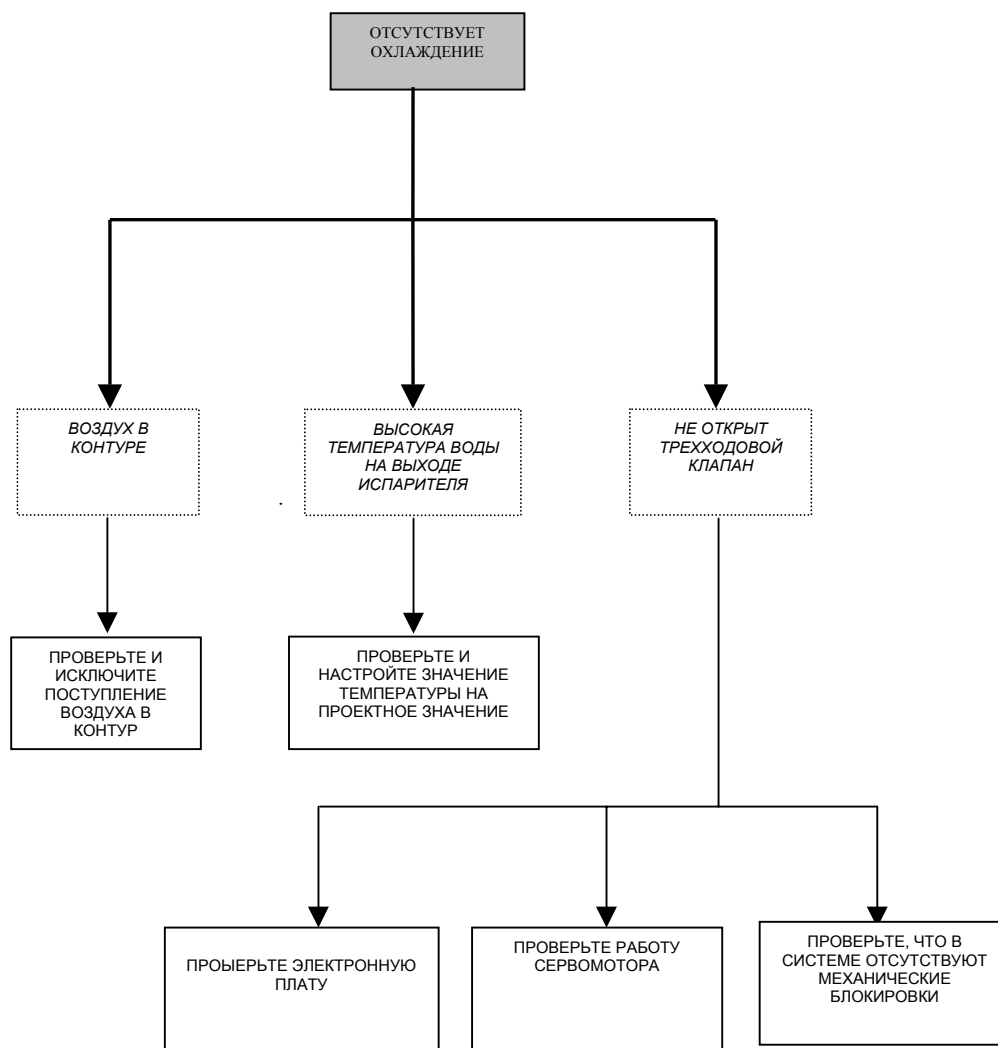 ОТСУТСТВУЕТ
ОХЛАЖДЕНИЕ
ВОЗДУХ В
КОНТУРЕ
ВЫСОКАЯ
ТЕМПЕРАТУРА ВОДЫ
НА ВЫХОДЕ
ИСПАРИТЕЛЯ
НЕ ОТКРЫТ
ТРЕХХОДОВОЙ
КЛАПАН
.
ПРОВЕРЬТЕ И
ИСКЛЮЧИТЕ
ПОСТУПЛЕНИЕ
ВОЗДУХА В
КОНТУР
ПРОВЕРЬТЕ И
НАСТРОЙТЕ ЗНАЧЕНИЕ
ТЕМПЕРАТУРЫ НА
ПРОЕКТНОЕ ЗНАЧЕНИЕ
ПРОЫЕРЬТЕ ЭЛЕКТРОННУЮ
ПЛАТУ
ПРОВЕРЬТЕ РАБОТУ
СЕРВОМОТОРА
ПРОВЕРЬТЕ, ЧТО В
СИСТЕМЕ ОТСУТСТВУЮТ
МЕХАНИЧЕСКИЕ
БЛОКИРОВКИ